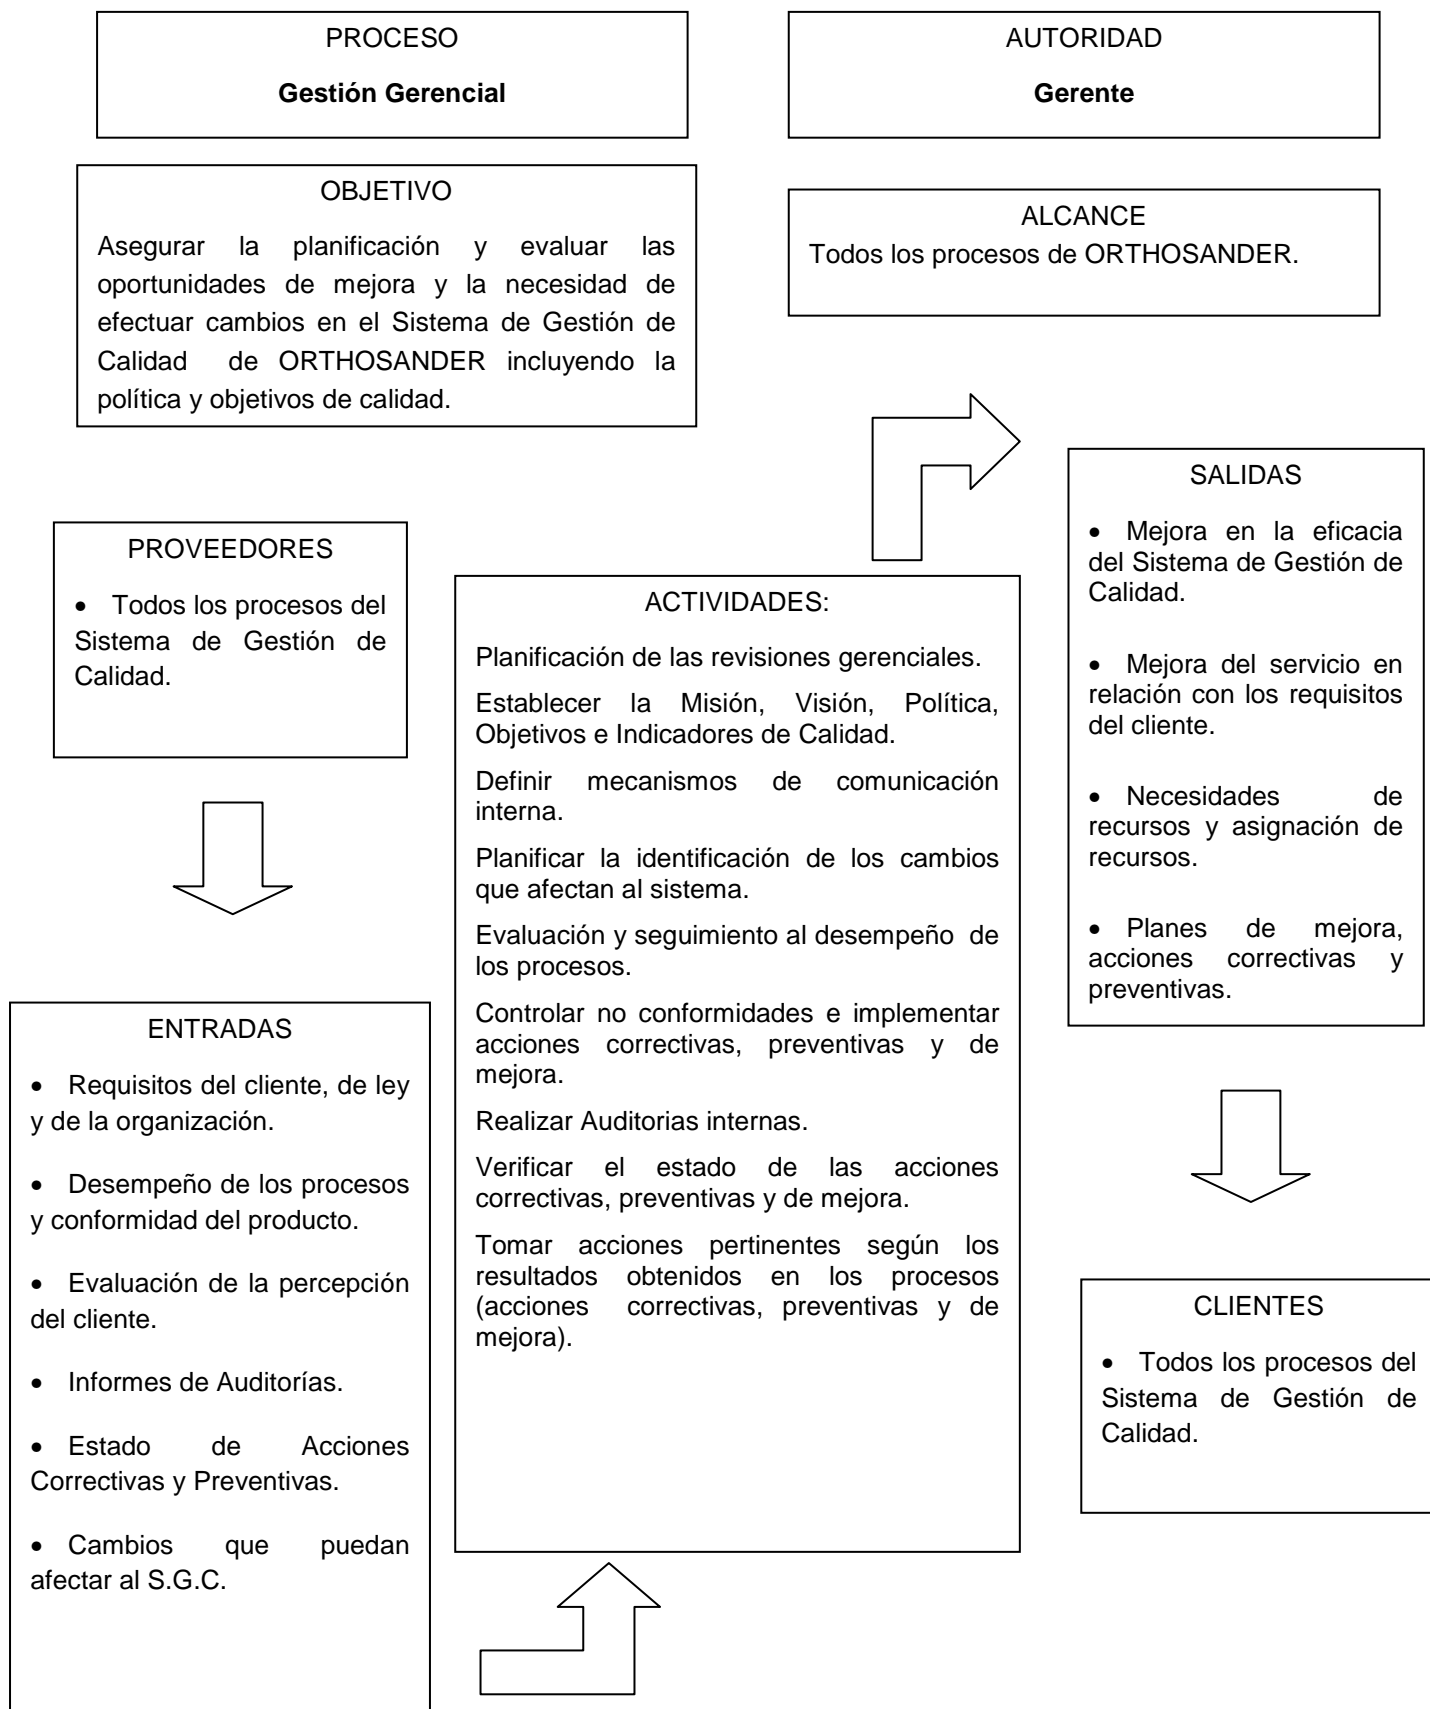 PROCESO
Gestión Gerencial
AUTORIDAD
Gerente
OBJETIVO
Asegurar la planificación y evaluar las
oportunidades de mejora y la necesidad de
efectuar cambios en el Sistema de Gestión de
Calidad de ORTHOSANDER incluyendo la
política y objetivos de calidad.
ALCANCE
Todos los procesos de ORTHOSANDER.
PROVEEDORES
• Todos los procesos del
Sistema de Gestión de
Calidad.
ENTRADAS
• Requisitos del cliente, de ley
y de la organización.
• Desempeño de los procesos
y conformidad del producto.
• Evaluación de la percepción
del cliente.
• Informes de Auditorías.
• Estado de Acciones
Correctivas y Preventivas.
• Cambios que puedan
afectar al S.G.C.
ACTIVIDADES:
Planificación de las revisiones gerenciales.
Establecer la Misión, Visión, Política,
Objetivos e Indicadores de Calidad.
Definir mecanismos de comunicación
interna.
Planificar la identificación de los cambios
que afectan al sistema.
Evaluación y seguimiento al desempeño de
los procesos.
Controlar no conformidades e implementar
acciones correctivas, preventivas y de
mejora.
Realizar Auditorias internas.
Verificar el estado de las acciones
correctivas, preventivas y de mejora.
Tomar acciones pertinentes según los
resultados obtenidos en los procesos
(acciones correctivas, preventivas y de
mejora).
SALIDAS
• Mejora en la eficacia
del Sistema de Gestión de
Calidad.
• Mejora del servicio en
relación con los requisitos
del cliente.
• Necesidades de
recursos y asignación de
recursos.
• Planes de mejora,
acciones correctivas y
preventivas.
CLIENTES
• Todos los procesos del
Sistema de Gestión de
Calidad.